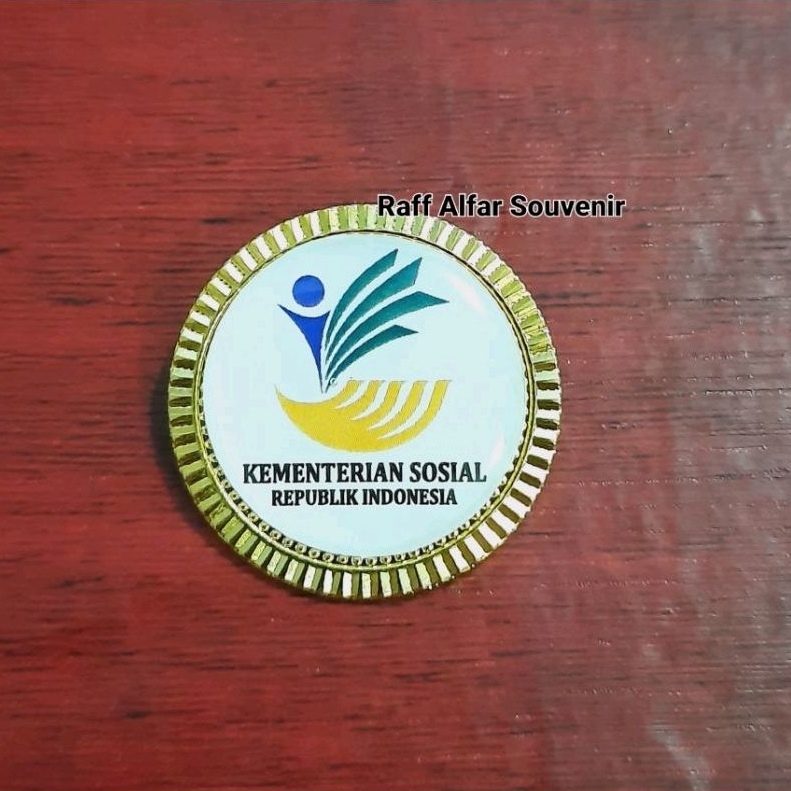 Raff Alfar Souvenir
KEMENTERIAN SOSIAL
REPUBLIK INDONESIA